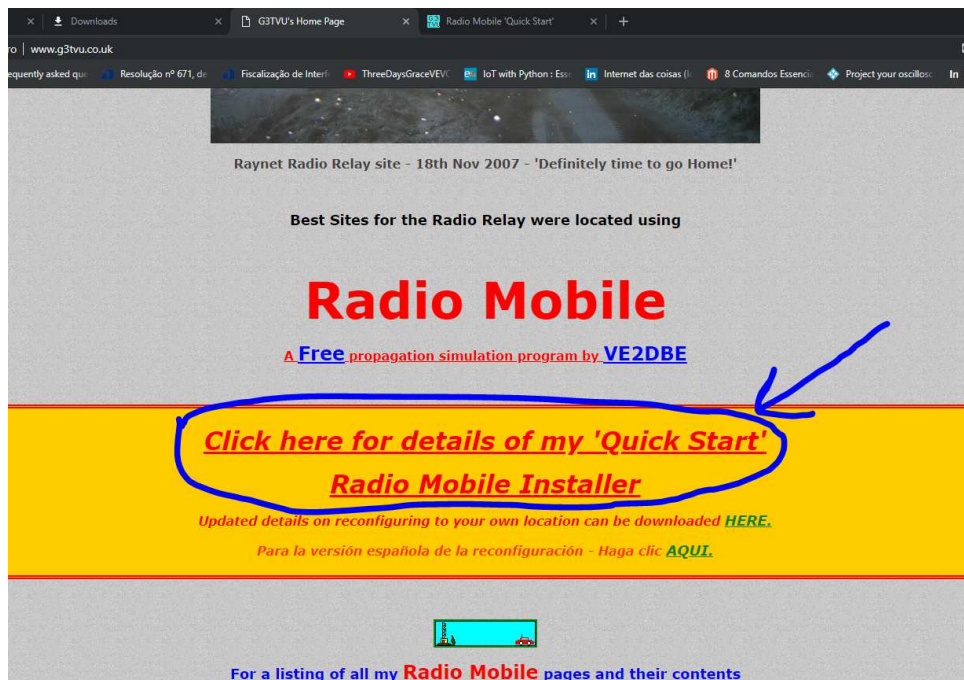 Downloads
G3TVU's Home Page
Radio Mobile 'Quick Start'
www.g3tvu.co.uk
equently asked que
Resolução nº 671, de
Fiscalização de Interf
ThreeDaysGraceVEVO
IoT with Python : Ess
Internet das coisas (I
8 Comandos Essencia
Project your oscillosc
In
Raynet Radio Relay site - 18th Nov 2007 - 'Definitely time to go Home!'
Best Sites for the Radio Relay were located using
Radio Mobile
A Free propagation simulation program by VE2DBE
Click here for details of my 'Quick Start'
Radio Mobile Installer
Updated details on reconfiguring to your own location can be downloaded HERE.
Para la versión española de la reconfiguración - Haga clic AQUI.
For a listing of all my Radio Mobile pages and their contents